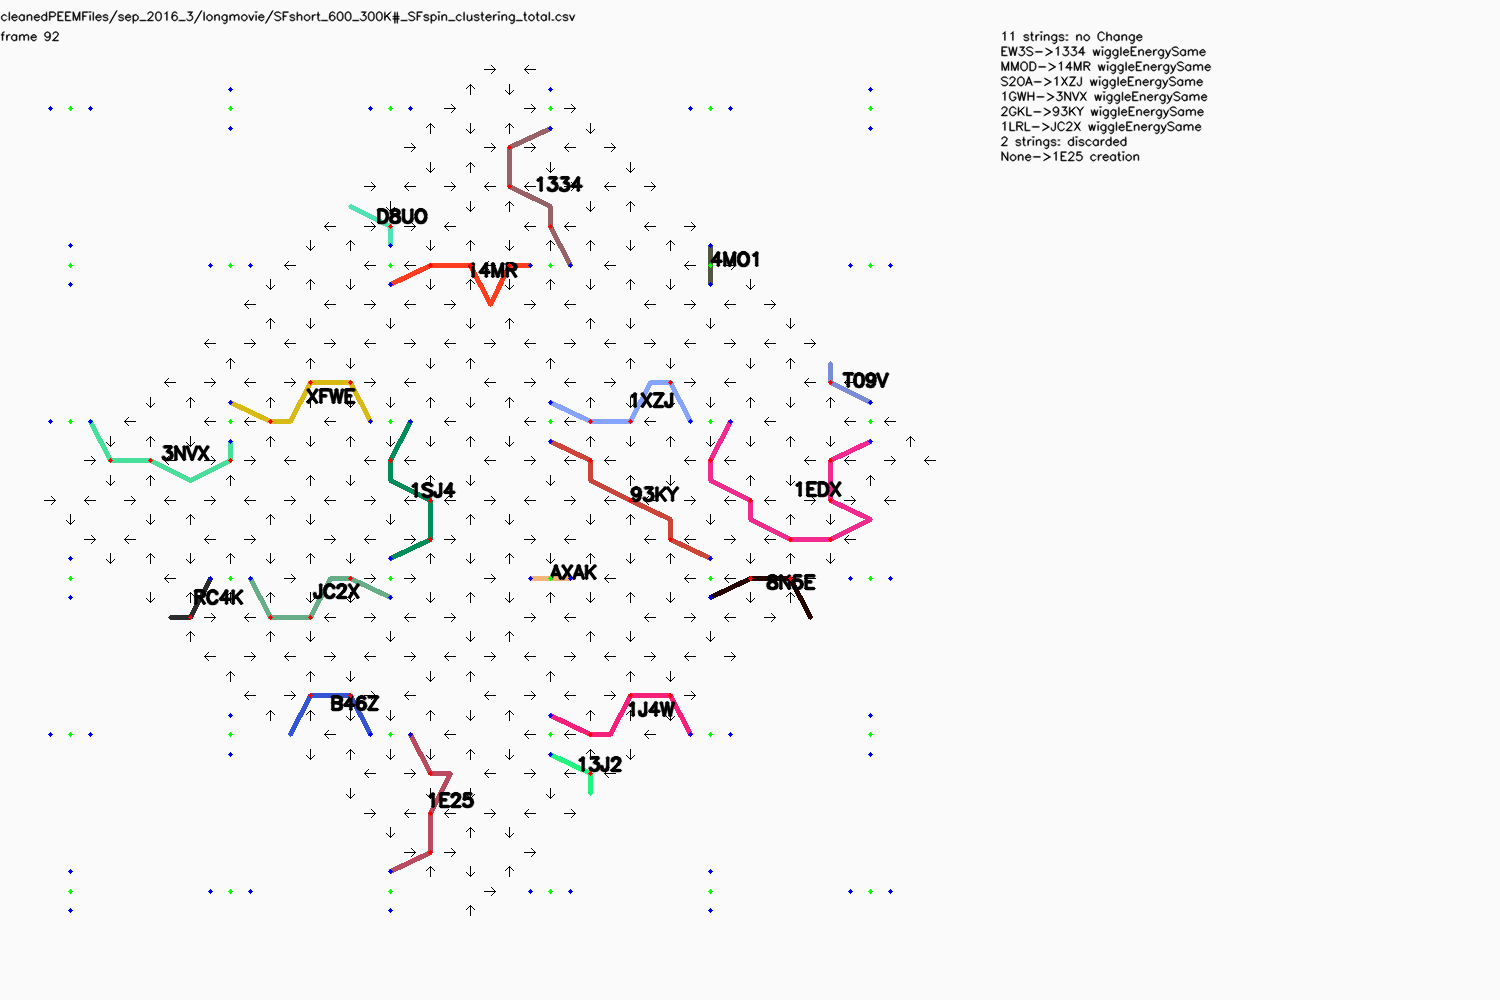 cleanedPEEMFiles/sep_2016_3/longmovie/SFshort_600_300K#_SFspin_clustering_total.csv
frame 92
11 strings: no Change
EW3S->1334 wiggleEnergySame
MMOD->14MR wiggleEnergySame
S2OA->1XZJ wiggleEnergySame
1GWH->3NVX wiggleEnergySame
2GKL->93KY wiggleEnergySame
1LRL->JC2X wiggleEnergySame
2 strings: discarded
None->1E25 creation
1334
D8U0
4MO1
14MR
T09V
XFWE
1XZJ
3NVX
1SJ4
93KY
1EDX
AXAK
8N5E
RC4K
JC2X
B46Z
1J4W
13J2
1E25